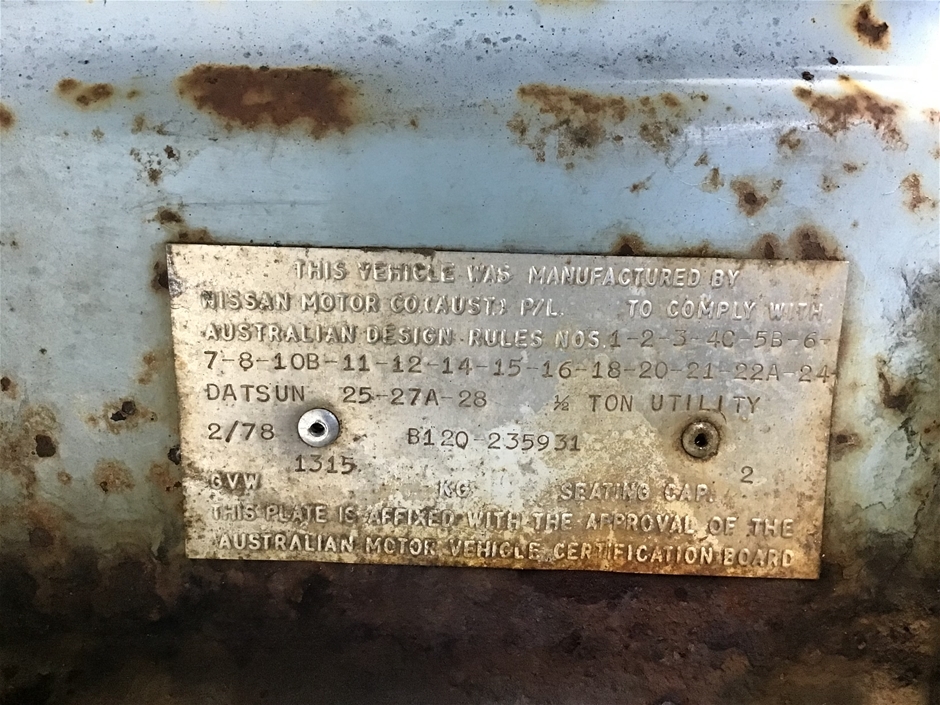 THIS VEHICLE WAS MANUFACTURED BY
NISSAN MOTOR CO.(AUST.) P/L. TO COMPLY WITH
AUSTRALIAN DESIGN RULES NOS.1-2-3-4C-5B-6-
7-8-10B-11-12-14-15-16-18-20-21-22A-24-
DATSUN 25-27A-28 ½ TON UTILITY
2/78 B120-235931
1315 2
GVW KG SEATING CAP.
THIS PLATE IS AFFIXED WITH THE APPROVAL OF THE
AUSTRALIAN MOTOR VEHICLE CERTIFICATION BOARD